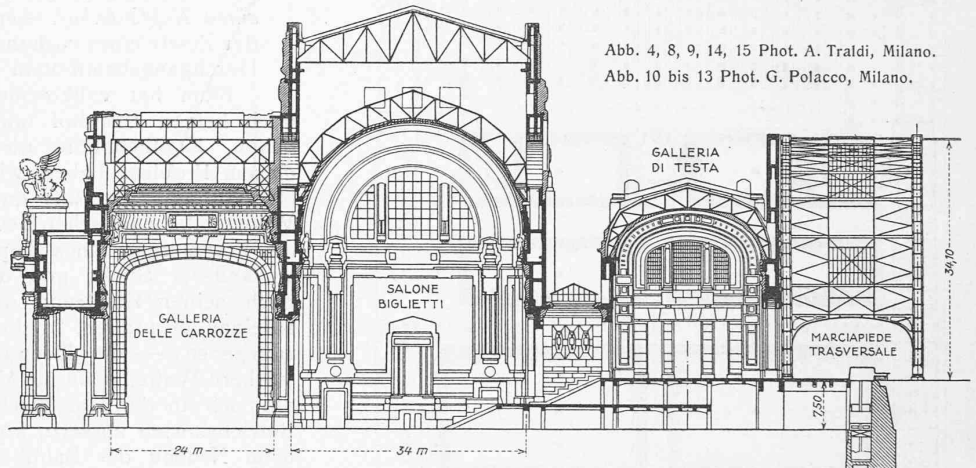 Abb. 4, 8, 9, 14, 15 Phot. A. Traldi, Milano.
Abb. 10 bis 13 Phot. G. Polacco, Milano.
GALLERIA
DI TESTA
34,10
SALONE
BIGLIETTI
GALLERIA
DELLE CARROZZE
MARCIAPIEDE
TRASVERSALE
7,50
24 m
34 m